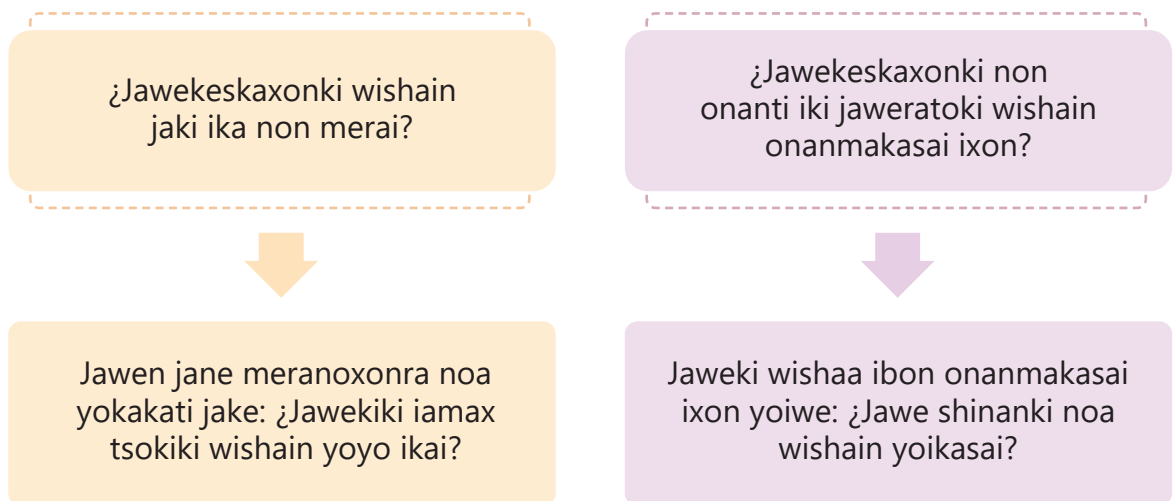 ¿Jawekeskaxonki wishain
jaki ika non merai?
Jawen jane meranoxonra noa
yokakati jake: ¿Jawekiki iamax
tsokiki wishain yoyo ikai?
¿Jawekeskaxonki non
onanti iki jaweratoki wishain
onanmakasai ixon?
Jaweki wishaa ibon onanmakasai
ixon yoiwe: ¿Jawe shinanki noa
wishain yoikasai?